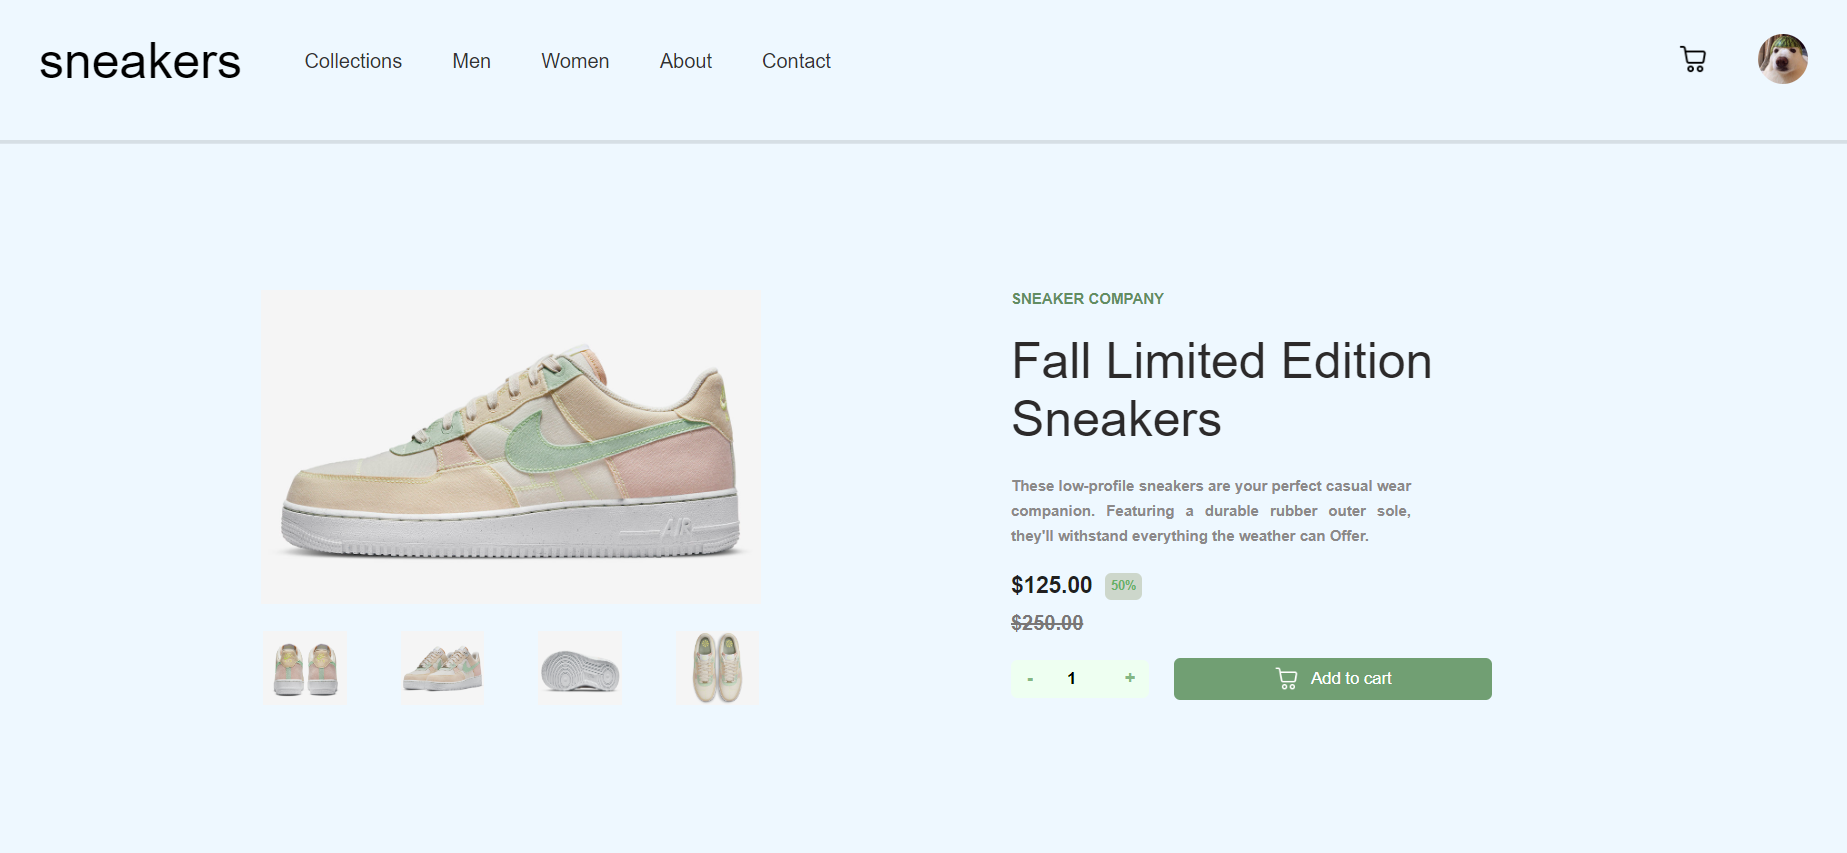 sneakers
Collections
Men
Women
About
Contact
SNEAKER COMPANY
Fall Limited Edition
Sneakers
These low-profile sneakers are your perfect casual wear
companion. Featuring a durable rubber outer sole,
they'll withstand everything the weather can Offer.
$125.00
50%
$250.00
-
1
+
Add to cart
AIR